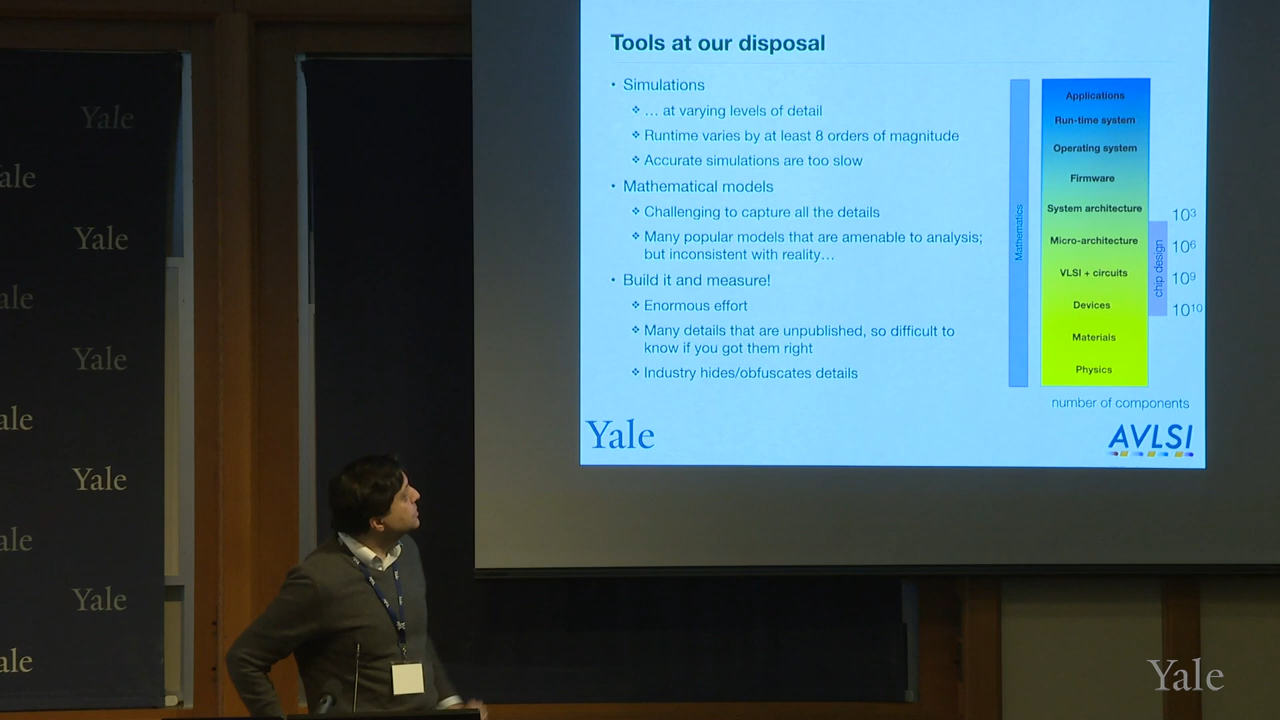 Tools at our disposal
• Simulations
❖ … at varying levels of detail
❖ Runtime varies by at least 8 orders of magnitude
❖ Accurate simulations are too slow
• Mathematical models
❖ Challenging to capture all the details
❖ Many popular models that are amenable to analysis;
but inconsistent with reality…
• Build it and measure!
❖ Enormous effort
❖ Many details that are unpublished, so difficult to
know if you got them right
❖ Industry hides/obfuscates details
Mathematics
Applications
Run-time system
Operating system
Firmware
System architecture
Micro-architecture
VLSI + circuits
Devices
Materials
Physics
chip design
10³
10⁶
10⁹
10¹⁰
number of components
Yale
AVLSI
Yale
ale
Yale
ale
Yale
ale
Yale
ale
Yale
ale
Yale